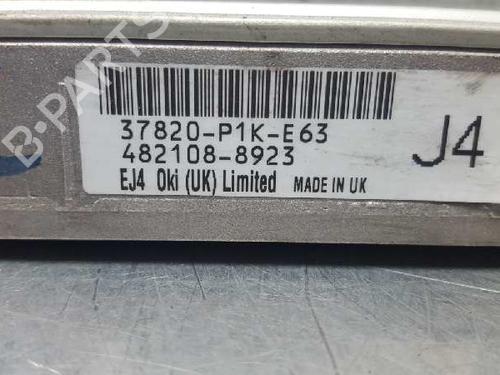 B-PARTS
37820-P1K-E63
482108-8923
EJ4 Oki (UK) Limited MADE IN UK
J4